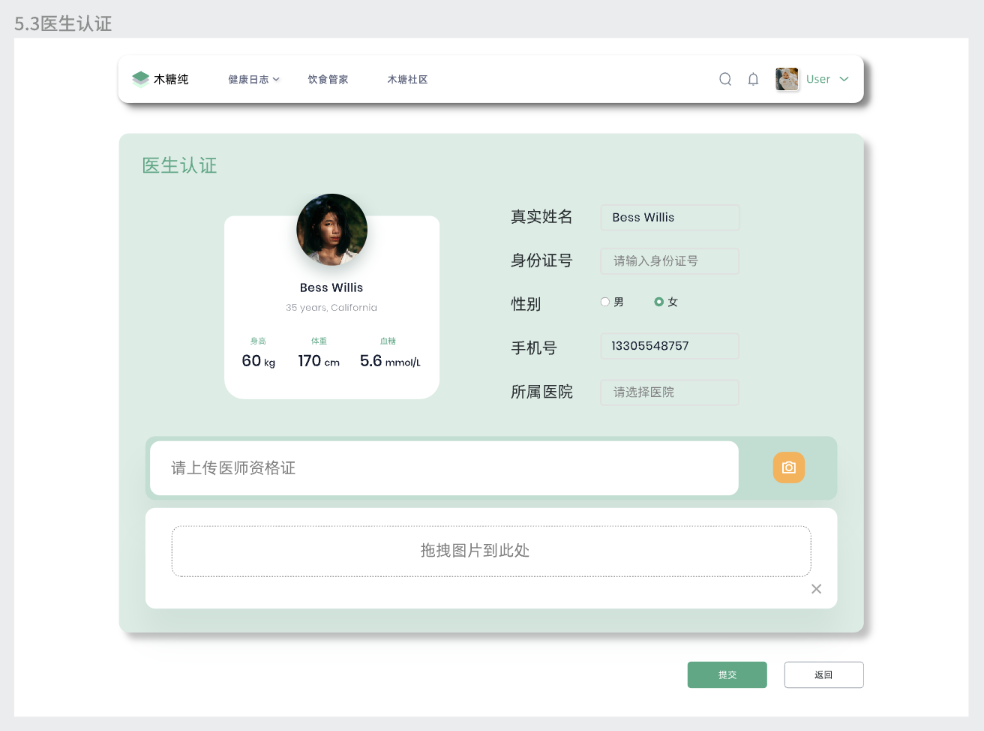 5.3医生认证
木糖纯 健康日志 饮食管家 木塘社区 User
医生认证
Bess Willis
35 years, California
身高 体重 血糖
60 kg 170 cm 5.6 mmol/L
真实姓名 Bess Willis
身份证号 请输入身份证号
性别 男 女
手机号 13305548757
所属医院 请选择医院
请上传医师资格证
拖拽图片到此处
提交 返回